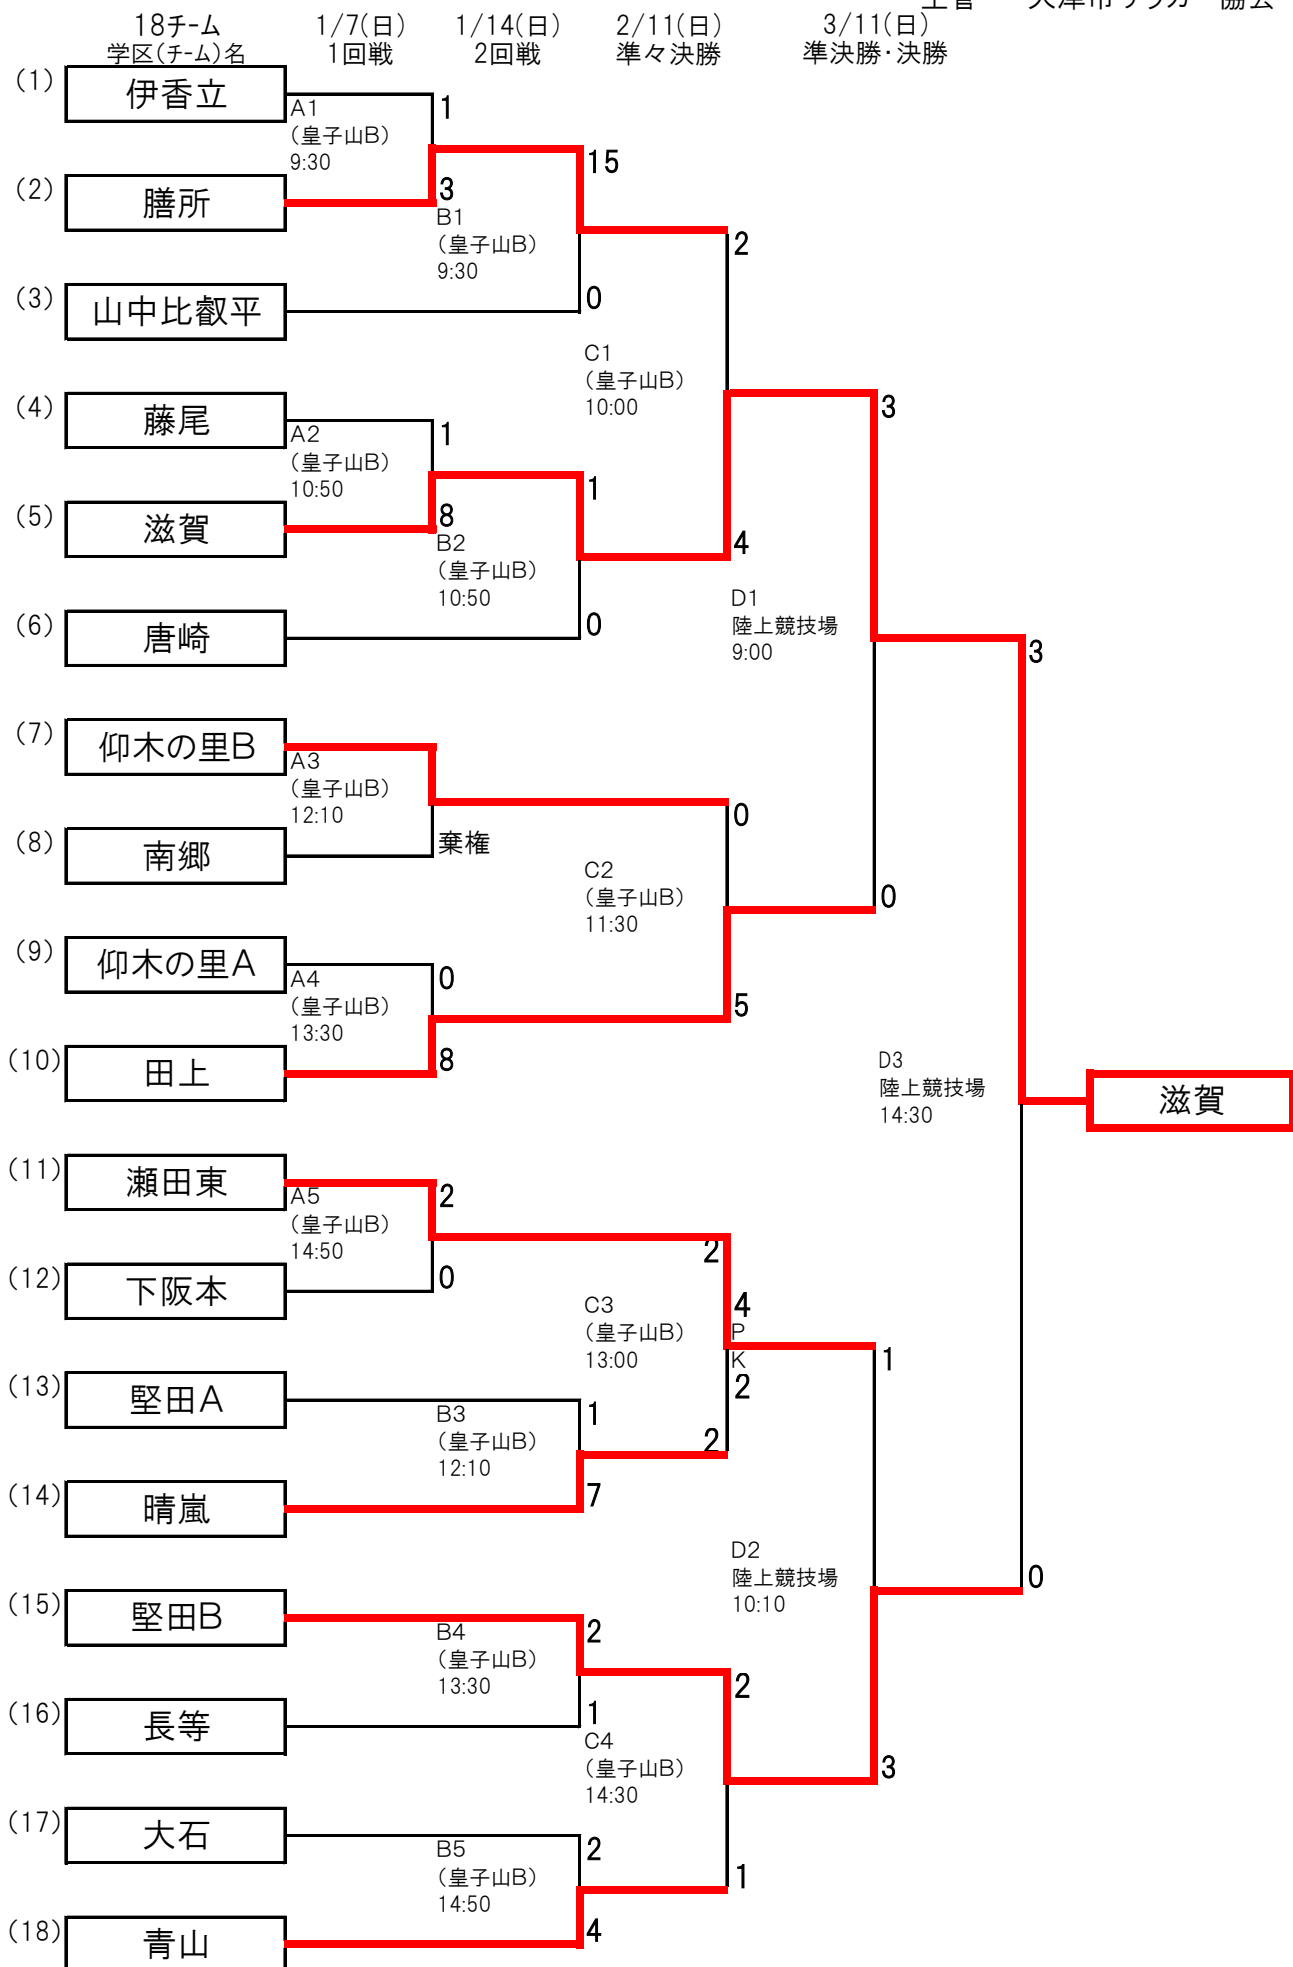 18チーム 1/7(日) 1/14(日) 2/11(日) 3/11(日)
学区(チーム)名 1回戦 2回戦 準々決勝 準決勝・決勝
(1) 伊香立 1
A1
(皇子山B)
9:30
15
(2) 膳所 3
B1
(皇子山B)
9:30
2
(3) 山中比叡平 0
C1
(皇子山B)
10:00
3
(4) 藤尾 1
A2
(皇子山B)
10:50
1
(5) 滋賀 8
B2
(皇子山B)
10:50
4
(6) 唐崎 0
D1
陸上競技場
9:00
3
(7) 仰木の里B
A3
(皇子山B)
12:10
0
(8) 南郷 棄権
C2
(皇子山B)
11:30
0
(9) 仰木の里A 0
A4
(皇子山B)
13:30
5
(10) 田上 8
D3
陸上競技場
14:30
滋賀
(11) 瀬田東 2
A5
(皇子山B)
14:50
2
(12) 下阪本 0
C3
(皇子山B)
13:00
4
P
K
2
1
(13) 堅田A 1
B3
(皇子山B)
12:10
2
(14) 晴嵐 7
D2
陸上競技場
10:10
0
(15) 堅田B 2
B4
(皇子山B)
13:30
2
(16) 長等 1
C4
(皇子山B)
14:30
3
(17) 大石 2
B5
(皇子山B)
14:50
1
(18) 青山 4